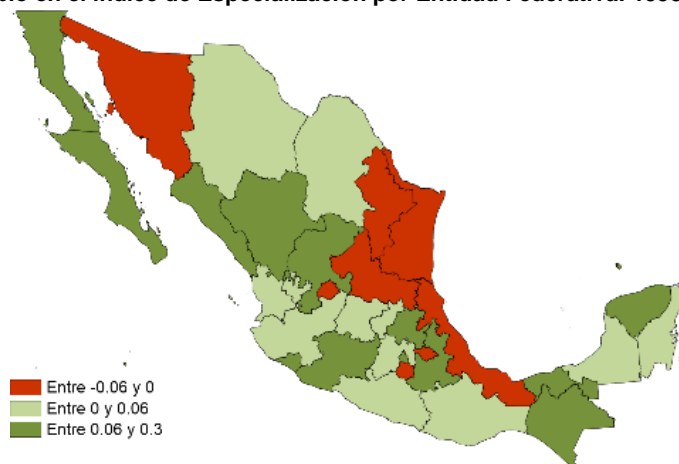 en el Índice de Especialización por Entidad Federativa.
Entre -0.06 y 0
Entre 0 y 0.06
Entre 0.06 y 0.3